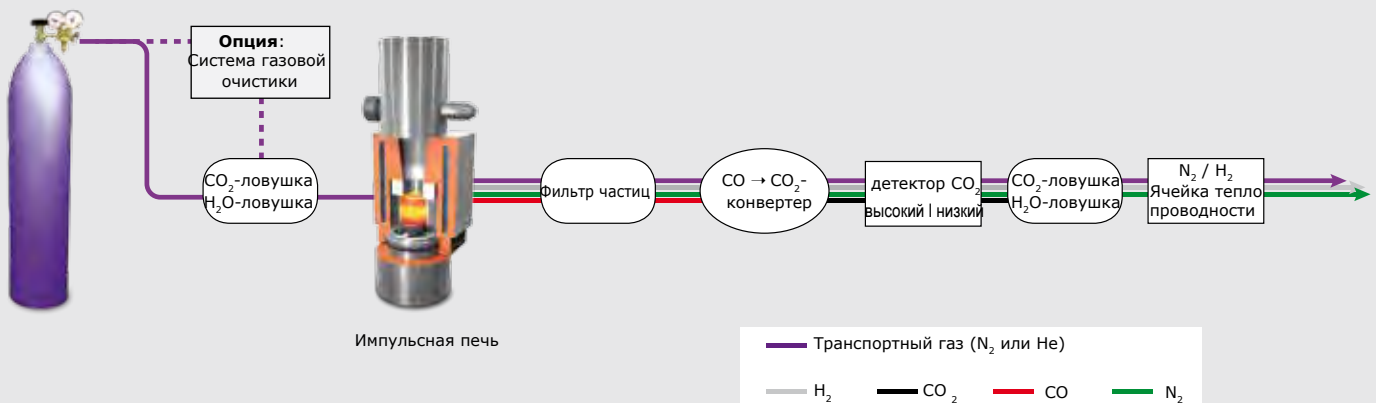 Опция:
Система газовой
очистики
CO₂-ловушка
H₂O-ловушка
Импульсная печь
Фильтр частиц
CO → CO₂-
конвертер
детектор CO₂
высокий | низкий
CO₂-ловушка
H₂O-ловушка
N₂ / H₂
Ячейка тепло
проводности
Транспортный газ (N₂ или He)
H₂ CO₂ CO N₂